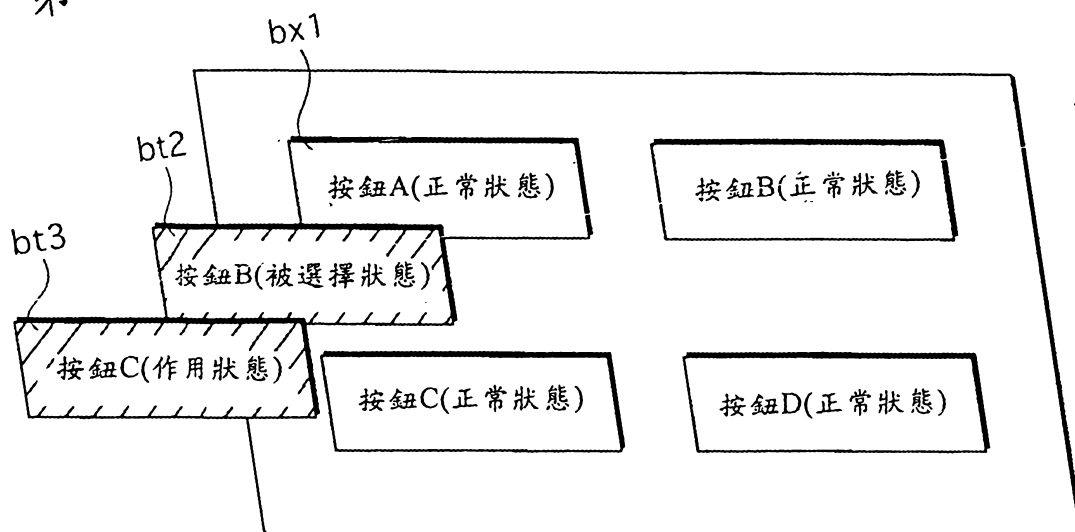 bx1
bt2
按鈕A(正常狀態)
按鈕B(正常狀態)
bt3
按鈕B(被選擇狀態)
按鈕C(作用狀態)
按鈕C(正常狀態)
按鈕D(正常狀態)